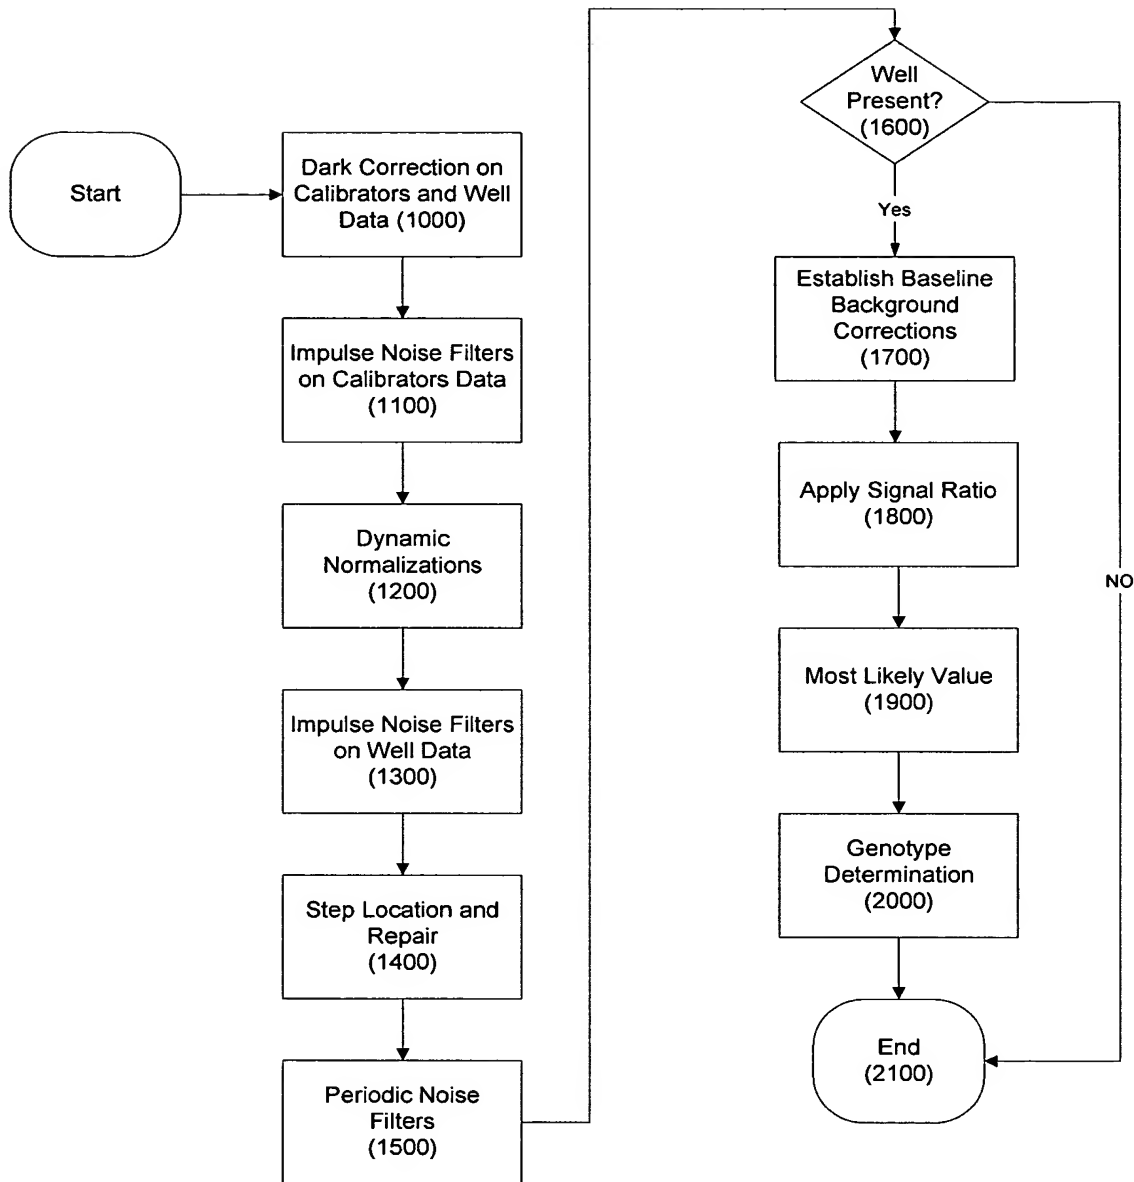 Start
Dark Correction on
Calibrators and Well
Data (1000)
Impulse Noise Filters
on Calibrators Data
(1100)
Dynamic
Normalizations
(1200)
Impulse Noise Filters
on Well Data
(1300)
Step Location and
Repair
(1400)
Periodic Noise
Filters
(1500)
Well
Present?
(1600)
Yes
NO
Establish Baseline
Background
Corrections
(1700)
Apply Signal Ratio
(1800)
Most Likely Value
(1900)
Genotype
Determination
(2000)
End
(2100)